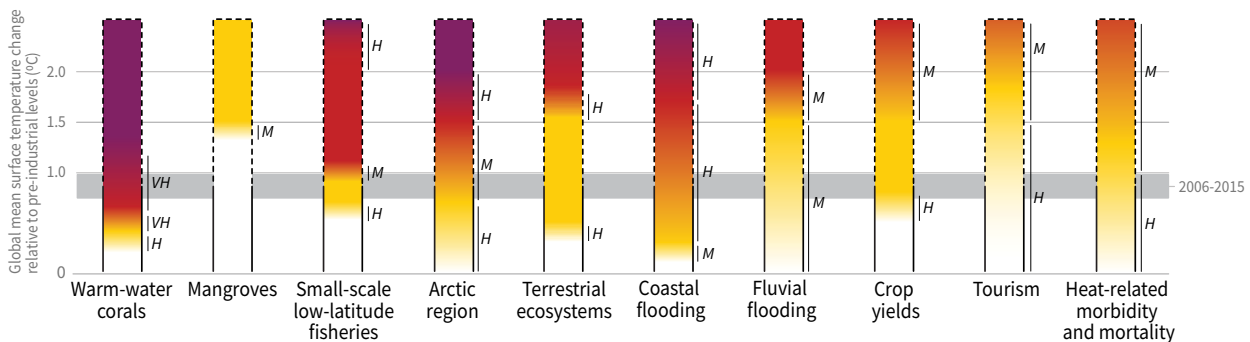 Global mean surface temperature change
relative to pre-industrial levels (ºC)
2.0
1.5
1.0
0
2006-2015
VH
VH
H
M
H
M
H
H
M
H
H
H
H
H
M
M
M
M
H
M
H
M
H
Warm-water
corals
Mangroves
Small-scale
low-latitude
fisheries
Arctic
region
Terrestrial
ecosystems
Coastal
flooding
Fluvial
flooding
Crop
yields
Tourism
Heat-related
morbidity
and mortality